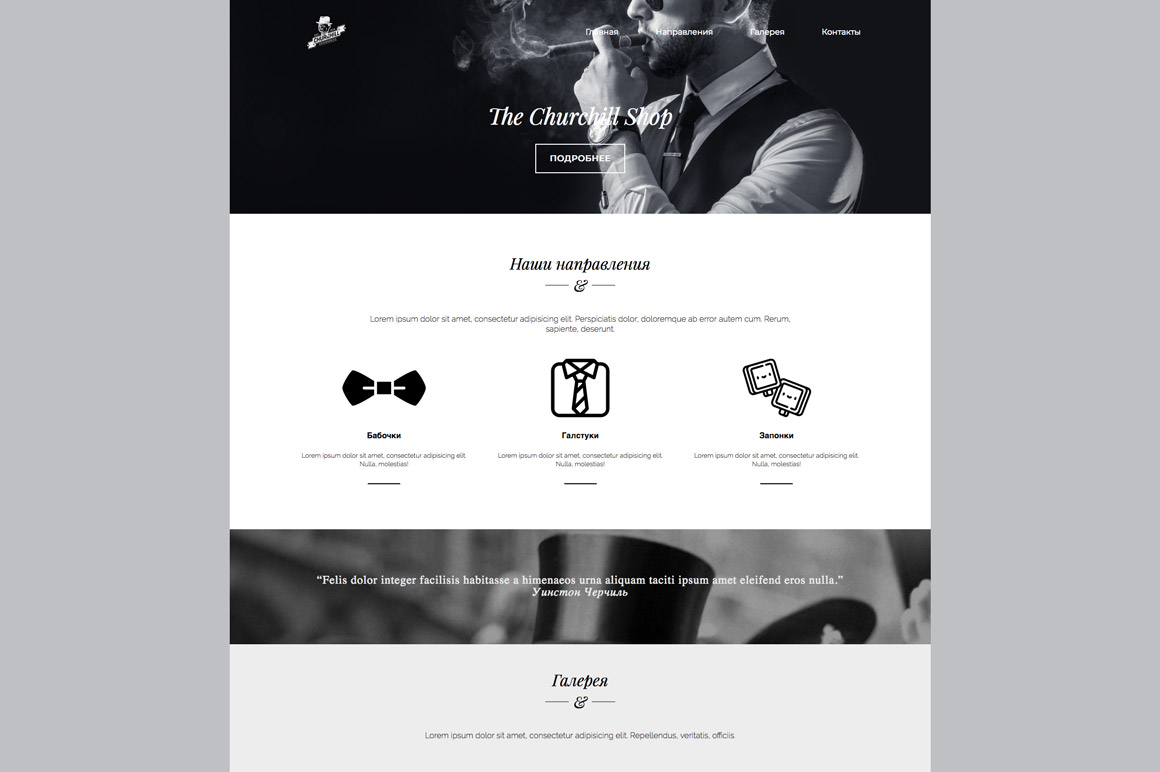 CHURCHILL
Главная Направления Галерея Контакты
The Churchill Shop
ПОДРОБНЕЕ
Наши направления
&
Lorem ipsum dolor sit amet, consectetur adipisicing elit. Perspiciatis dolor, doloremque ab error autem cum. Rerum,
sapiente, deserunt.
Бабочки Галстуки Запонки
Lorem ipsum dolor sit amet, consectetur adipisicing elit. Lorem ipsum dolor sit amet, consectetur adipisicing elit. Lorem ipsum dolor sit amet, consectetur adipisicing elit.
Nulla, molestias! Nulla, molestias! Nulla, molestias!
“Felis dolor integer facilisis habitasse a himenaeos urna aliquam taciti ipsum amet eleifend eros nulla.”
Уинстон Черчиль
Галерея
&
Lorem ipsum dolor sit amet, consectetur adipisicing elit. Repellendus, veritatis, officiis.